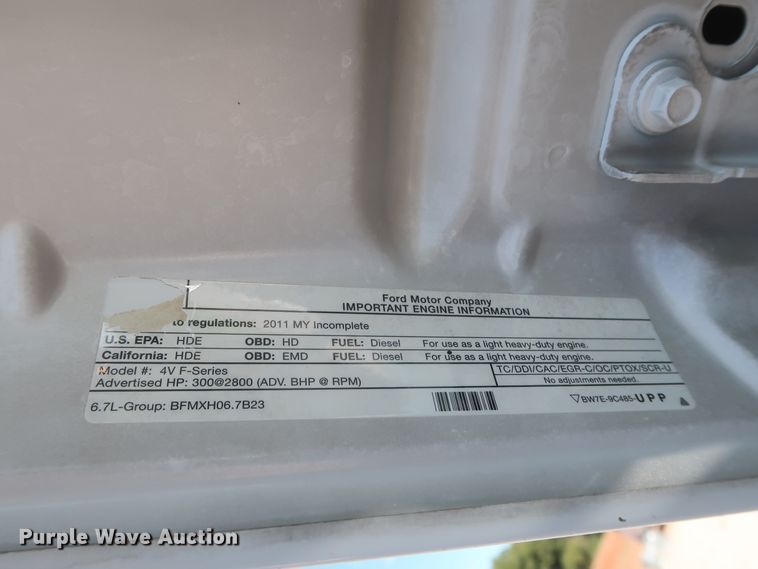 Ford Motor Company
IMPORTANT ENGINE INFORMATION
to regulations: 2011 MY Incomplete
U.S. EPA: HDE OBD: HD FUEL: Diesel For use as a light heavy-duty engine.
California: HDE OBD: EMD FUEL: Diesel For use as a light heavy-duty engine.
Model #: 4V F-Series TC/DDI/CAC/EGR-C/OC/PTOX/SCR-U
Advertised HP: 300@2800 (ADV. BHP @ RPM) No adjustments needed.
6.7L-Group: BFMXH06.7B23 BW7E-9C485-UPP
Purple Wave Auction